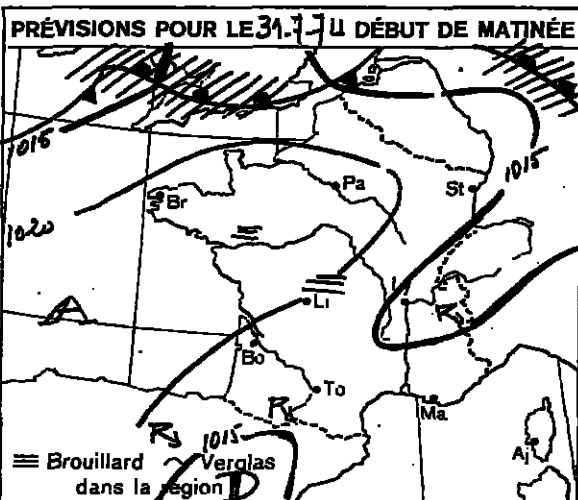 PRÉVISIONS POUR LE 31-7-74 DÉBUT DE MATINÉE
1015
Pa
St
1015
Br
1020
A
Li
Bo
To
Ma
1015
Aj
Brouillard Verglas
dans la région
D